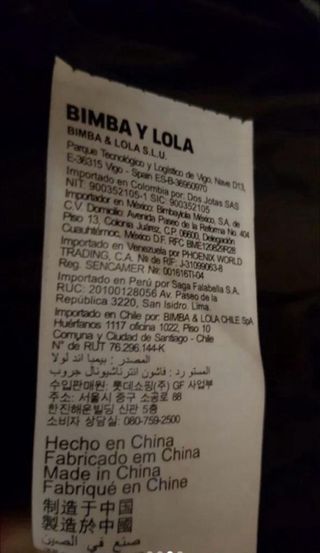 BIMBA Y LOLA
BIMBA & LOLA S.L.U.
Parque Tecnológico y Logístico de Vigo, Nave D13,
E-36315 Vigo - Spain ES-B-36950970
Importado en Colombia por: Dos Jotas SAS
NIT: 900352105-1 SIC: 900352105
Importador en México: Bimbaylola México, S.A. de
C.V Domicilio: Avenida Paseo de la Reforma No 404
Piso 13, Colonia Juárez, C.P. 06600, Delegación
Cuauhtémoc, México D.F. RFC BME120829F28
Importado en Venezuela por PHOENIX WORLD
TRADING, C.A. Nº de RIF: J-31099063-8
Reg. SENCAMER Nº: 00161611-04
Importado en Perú por Saga Falabella S.A.
RUC: 20100128056 Av. Paseo de la
República 3220, San Isidro. Lima.
Importado en Chile por: BIMBA & LOLA CHILE SpA
Huérfanos 1117 oficina 1022, Piso 10
Comuna y Ciudad de Santiago - Chile
N° de RUT 76.296.144-K
المصدر : بيمبا اند لولا
المستورد : فاشون انترناشيونال جروب
수입판매원: 롯데쇼핑(주) GF 사업부
주소: 서울시 중구 소공로 88
한진해운빌딩 신관 5층
소비자 상담실: 080-759-2500
Hecho en China
Fabricado em China
Made in China
Fabriqué en Chine
制造于中国
製造於中國
صنع في الصين